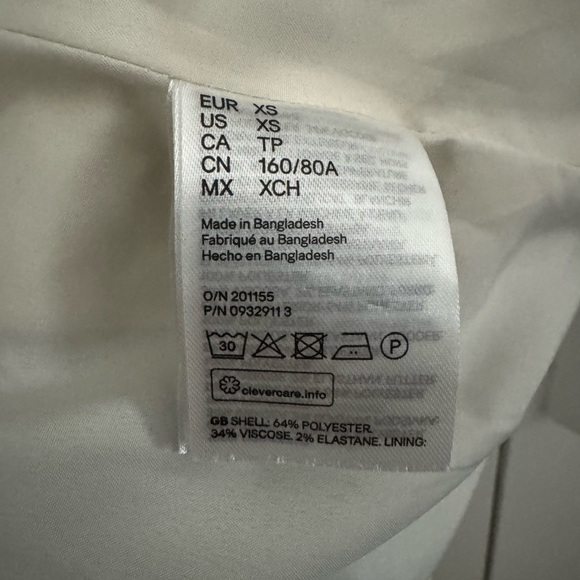 EUR XS
US XS
CA TP
CN 160/80A
MX XCH
Made in Bangladesh
Fabriqué au Bangladesh
Hecho en Bangladesh
O/N 201155
P/N 0932911 3
30
P
clevercare.info
GB SHELL: 64% POLYESTER.
34% VISCOSE. 2% ELASTANE. LINING: